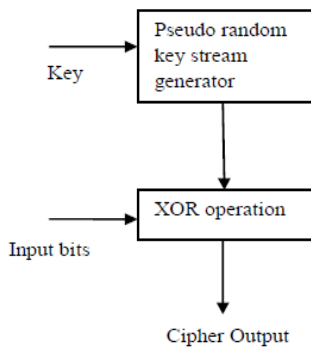 Pseudo random
key stream
generator
Key
XOR operation
Input bits
Cipher Output